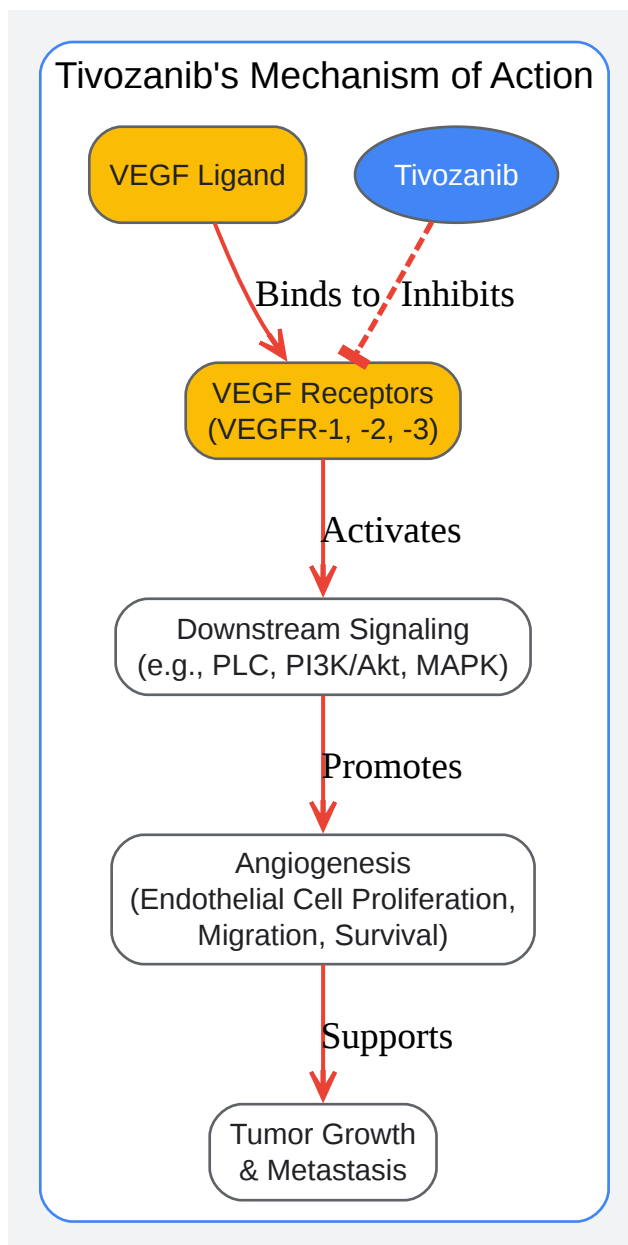 Tivozanib's Mechanism of Action
VEGF Ligand
Tivozanib
Binds to
Inhibits
VEGF Receptors
(VEGFR-1, -2, -3)
Activates
Downstream Signaling
(e.g., PLC, PI3K/Akt, MAPK)
Promotes
Angiogenesis
(Endothelial Cell Proliferation,
Migration, Survival)
Supports
Tumor Growth
& Metastasis